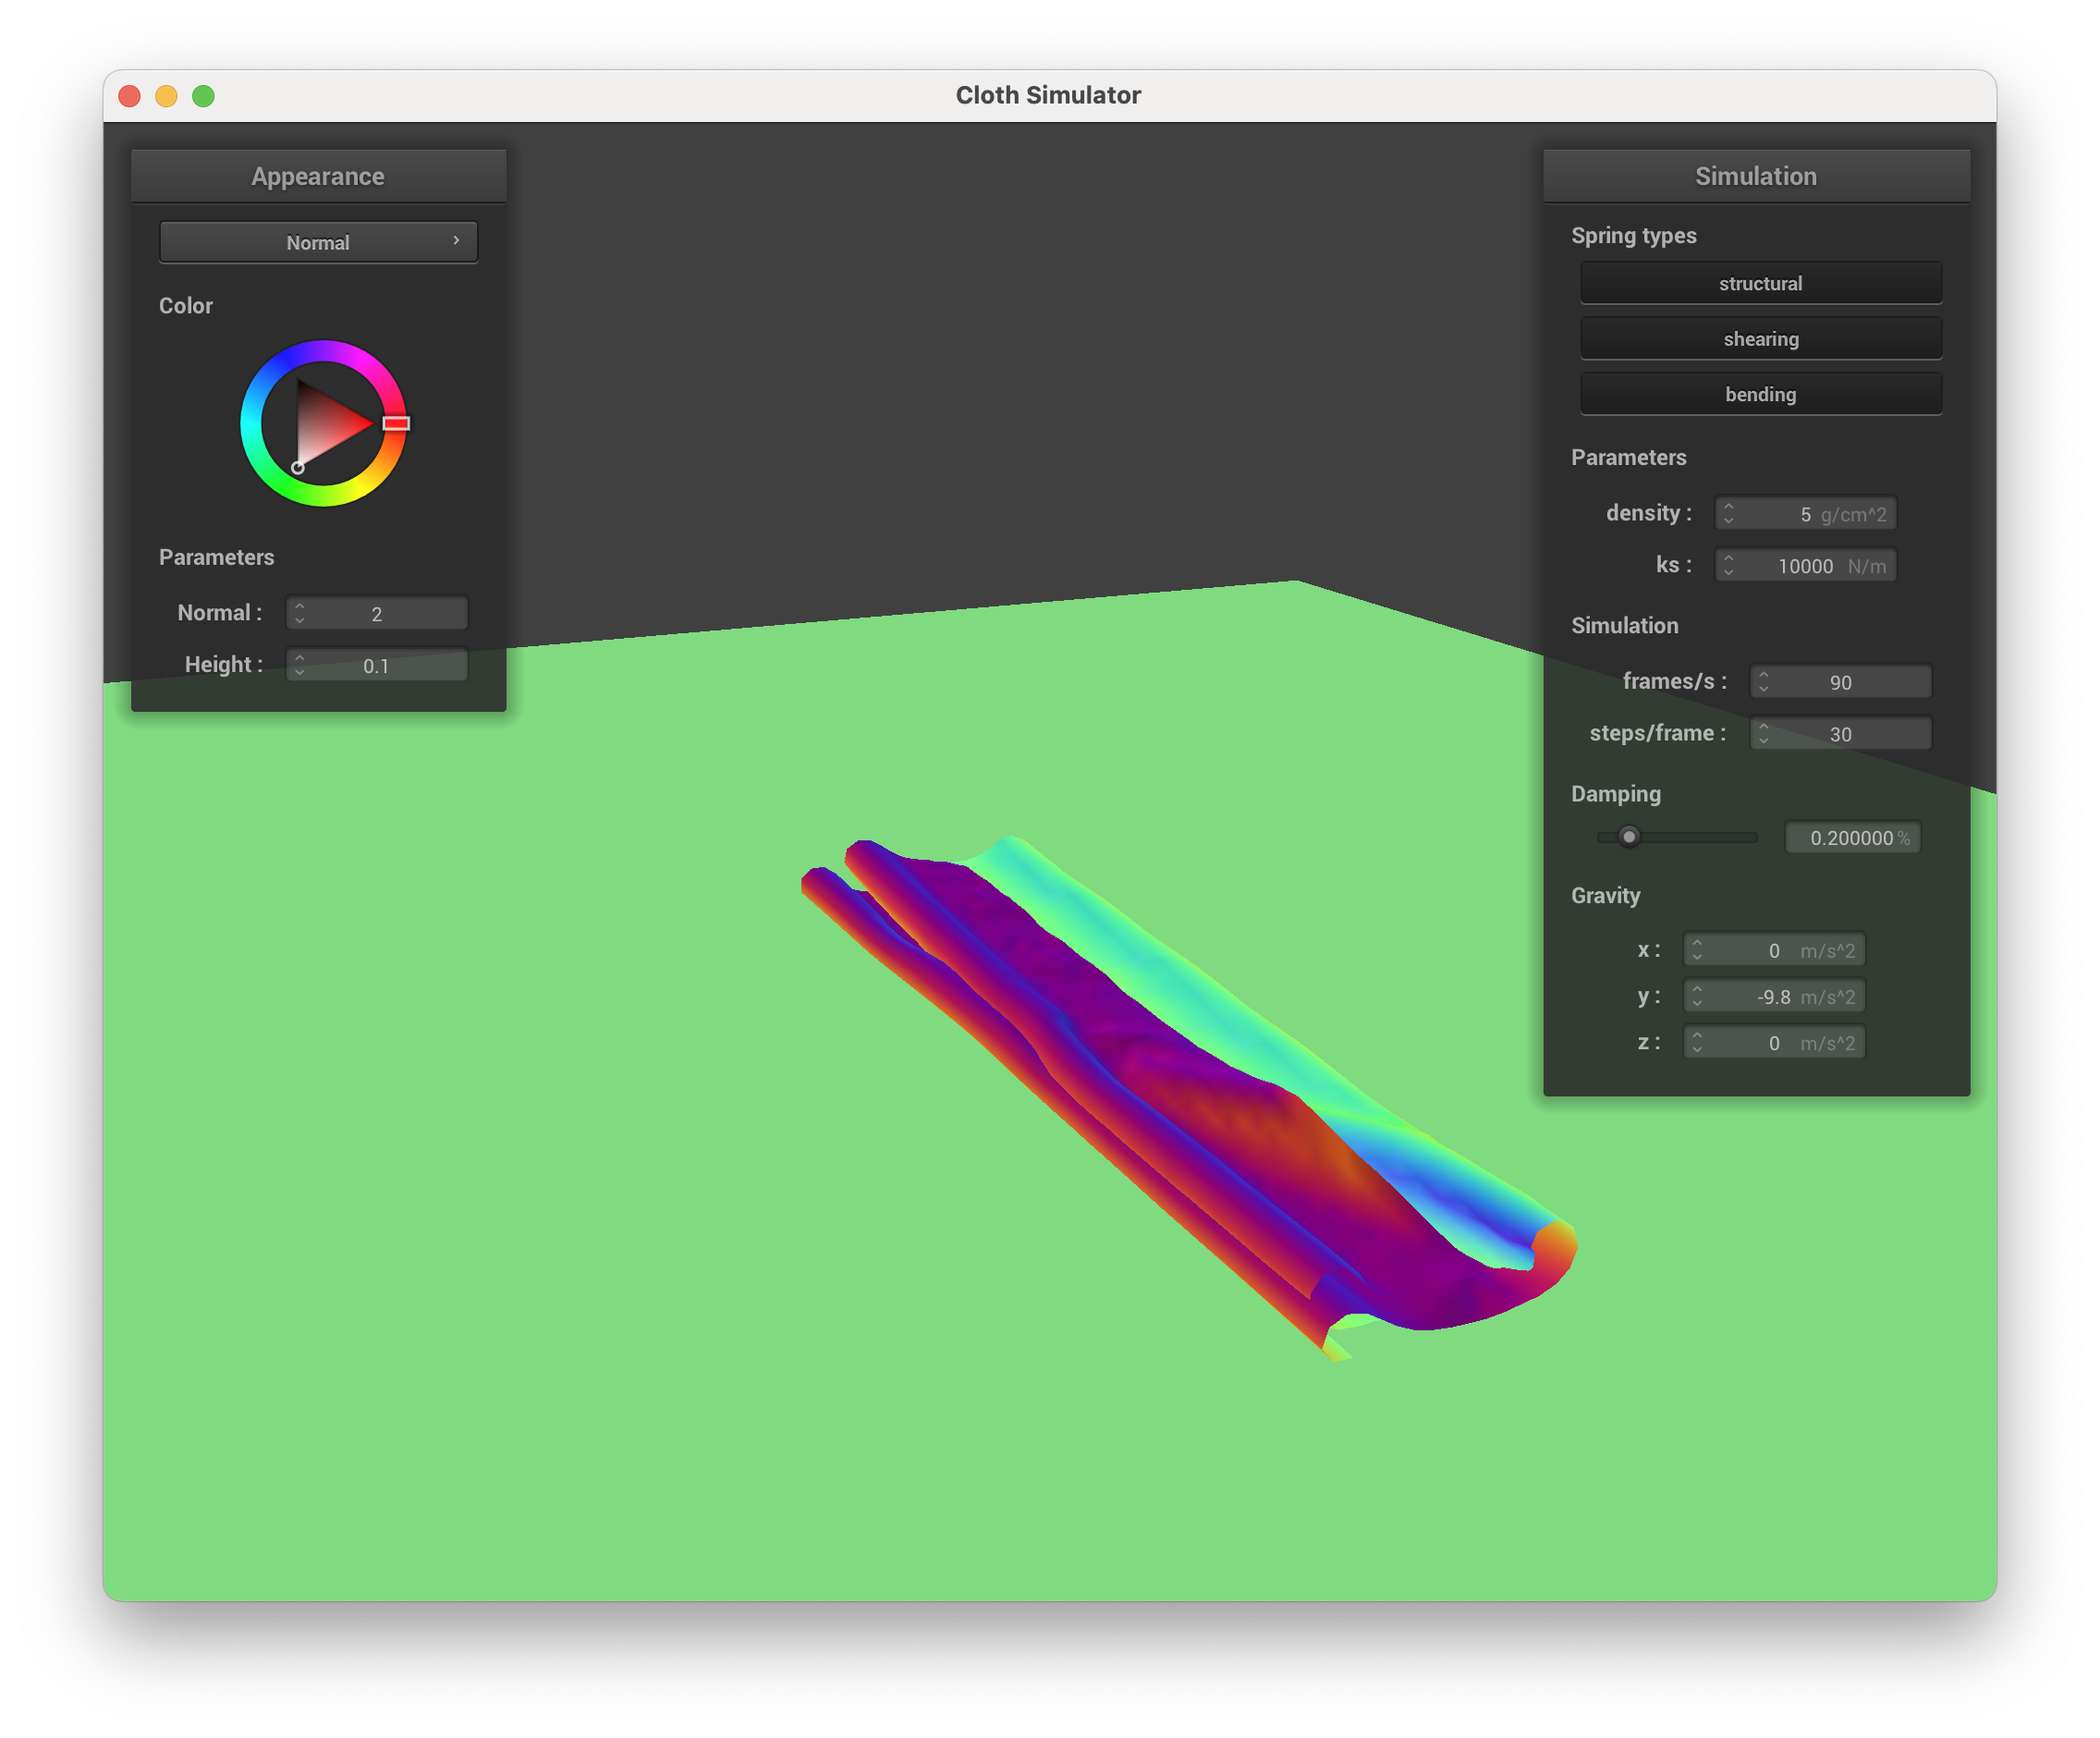 Cloth Simulator
Appearance
Normal
Color
Parameters
Normal : 2
Height : 0.1
Simulation
Spring types
structural
shearing
bending
Parameters
density : 5 g/cm^2
ks : 10000 N/m
Simulation
frames/s : 90
steps/frame : 30
Damping
0.200000 %
Gravity
x : 0 m/s^2
y : -9.8 m/s^2
z : 0 m/s^2